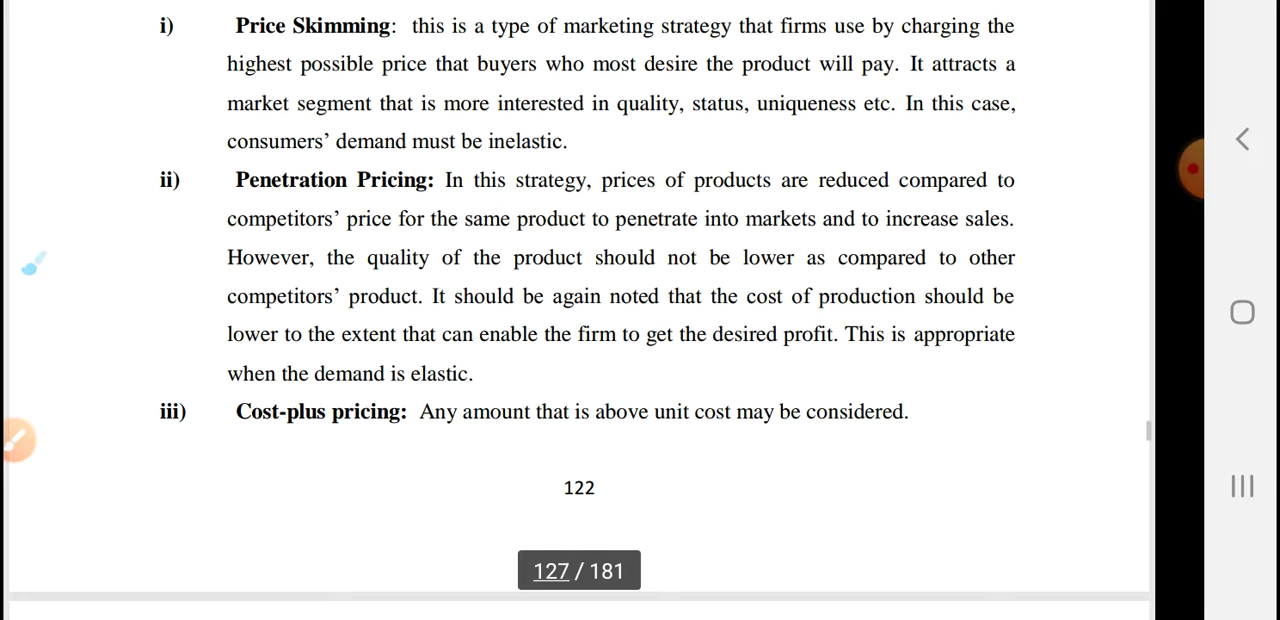 i) Price Skimming: this is a type of marketing strategy that firms use by charging the
highest possible price that buyers who most desire the product will pay. It attracts a
market segment that is more interested in quality, status, uniqueness etc. In this case,
consumers’ demand must be inelastic.
ii) Penetration Pricing: In this strategy, prices of products are reduced compared to
competitors’ price for the same product to penetrate into markets and to increase sales.
However, the quality of the product should not be lower as compared to other
competitors’ product. It should be again noted that the cost of production should be
lower to the extent that can enable the firm to get the desired profit. This is appropriate
when the demand is elastic.
iii) Cost-plus pricing: Any amount that is above unit cost may be considered.
122
127 / 181